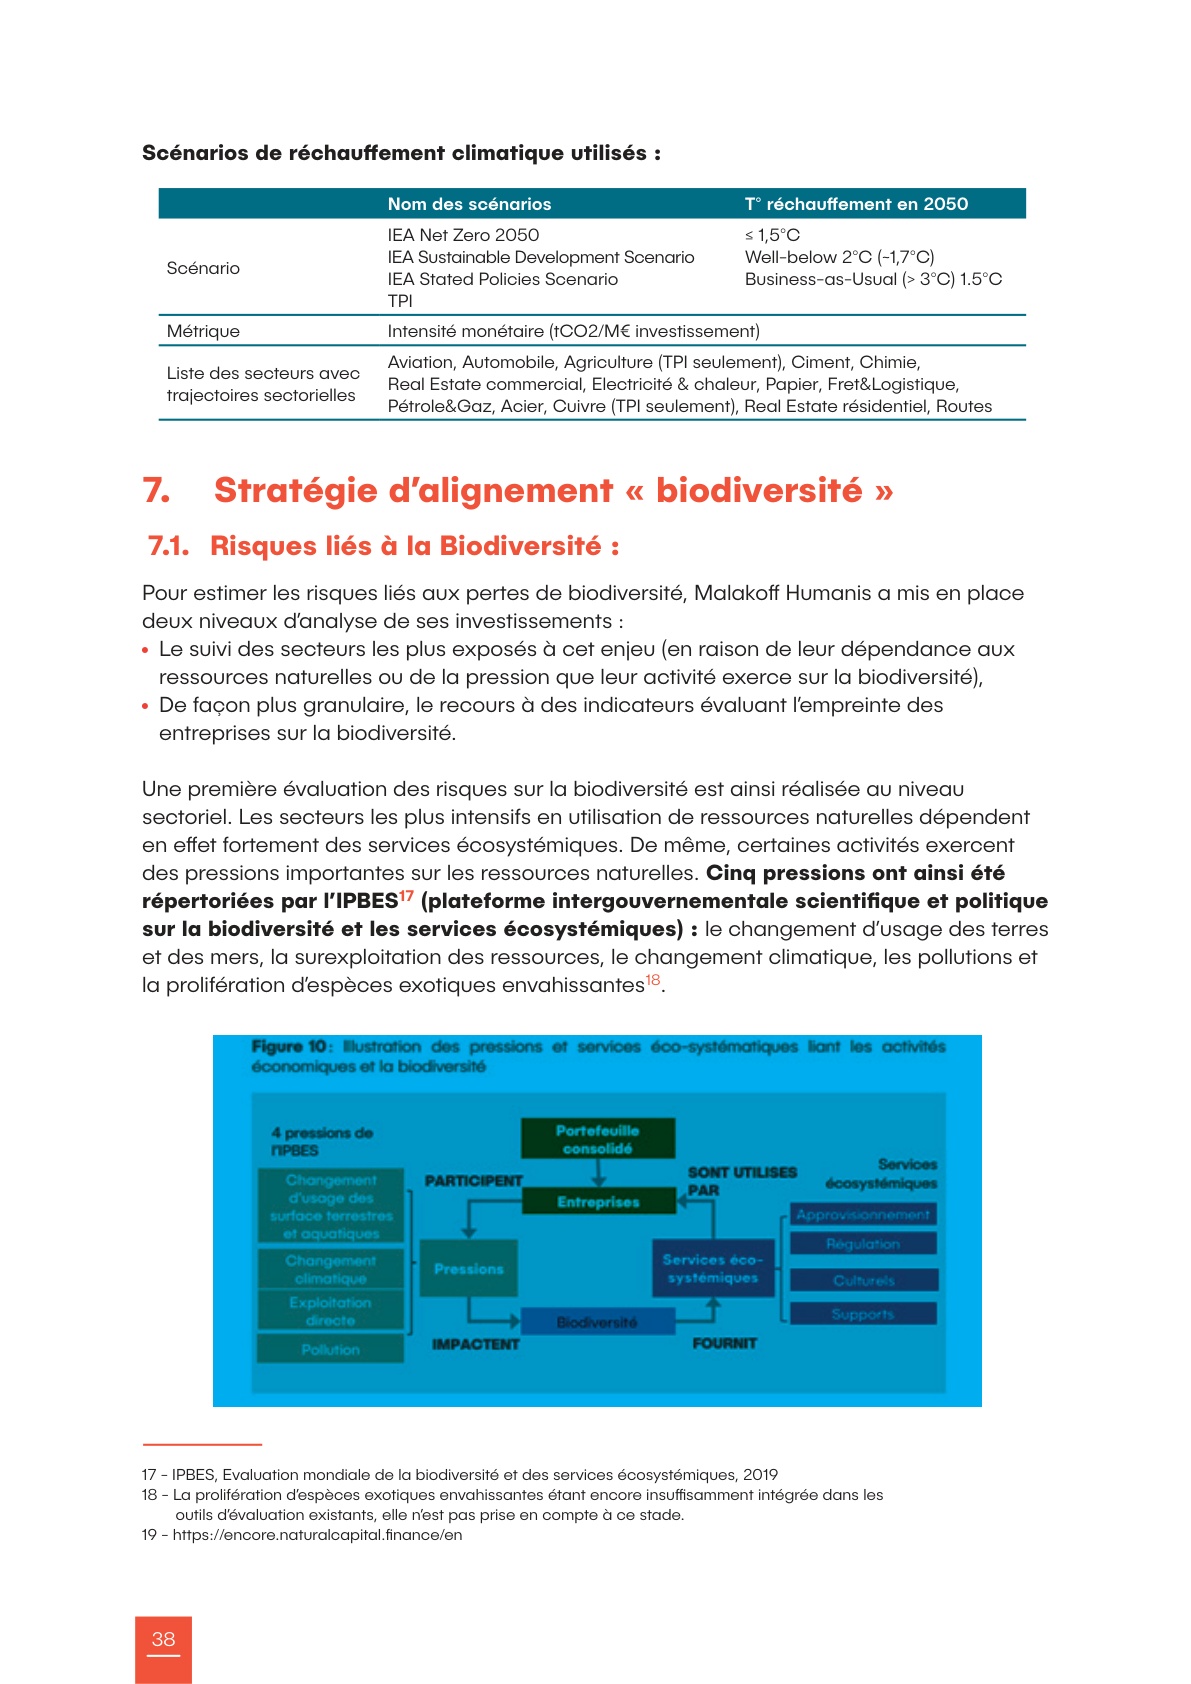 Scénarios de réchauffement climatique utilisés :
Nom des scénarios T° réchauffement en 2050
Scénario
IEA Net Zero 2050 ≤ 1,5°C
IEA Sustainable Development Scenario Well-below 2°C (~1,7°C)
IEA Stated Policies Scenario Business-as-Usual (> 3°C) 1.5°C
TPI
Métrique Intensité monétaire (tCO2/M€ investissement)
Liste des secteurs avec
trajectoires sectorielles
Aviation, Automobile, Agriculture (TPI seulement), Ciment, Chimie,
Real Estate commercial, Electricité & chaleur, Papier, Fret&Logistique,
Pétrole&Gaz, Acier, Cuivre (TPI seulement), Real Estate résidentiel, Routes
7. Stratégie d’alignement « biodiversité »
7.1. Risques liés à la Biodiversité :
Pour estimer les risques liés aux pertes de biodiversité, Malakoff Humanis a mis en place
deux niveaux d’analyse de ses investissements :
• Le suivi des secteurs les plus exposés à cet enjeu (en raison de leur dépendance aux
ressources naturelles ou de la pression que leur activité exerce sur la biodiversité),
• De façon plus granulaire, le recours à des indicateurs évaluant l’empreinte des
entreprises sur la biodiversité.
Une première évaluation des risques sur la biodiversité est ainsi réalisée au niveau
sectoriel. Les secteurs les plus intensifs en utilisation de ressources naturelles dépendent
en effet fortement des services écosystémiques. De même, certaines activités exercent
des pressions importantes sur les ressources naturelles. Cinq pressions ont ainsi été
répertoriées par l’IPBES17 (plateforme intergouvernementale scientifique et politique
sur la biodiversité et les services écosystémiques) : le changement d’usage des terres
et des mers, la surexploitation des ressources, le changement climatique, les pollutions et
la prolifération d’espèces exotiques envahissantes18.
Figure 10 : Illustration des pressions et services éco-systématiques liant les activités
économiques et la biodiversité
4 pressions de
l'IPBES
Changement
d'usage des
surface terrestres
et aquatiques
Changement
climatique
Exploitation
directe
Pollution
PARTICIPENT
Pressions
IMPACTENT
Portefeuille
consolidé
Entreprises
Biodiversité
SONT UTILISES
PAR
Services éco-
systémiques
FOURNIT
Services
écosystémiques
Approvisionnement
Régulation
Culturels
Supports
17 - IPBES, Evaluation mondiale de la biodiversité et des services écosystémiques, 2019
18 - La prolifération d’espèces exotiques envahissantes étant encore insuffisamment intégrée dans les
outils d’évaluation existants, elle n’est pas prise en compte à ce stade.
19 - https://encore.naturalcapital.finance/en
38